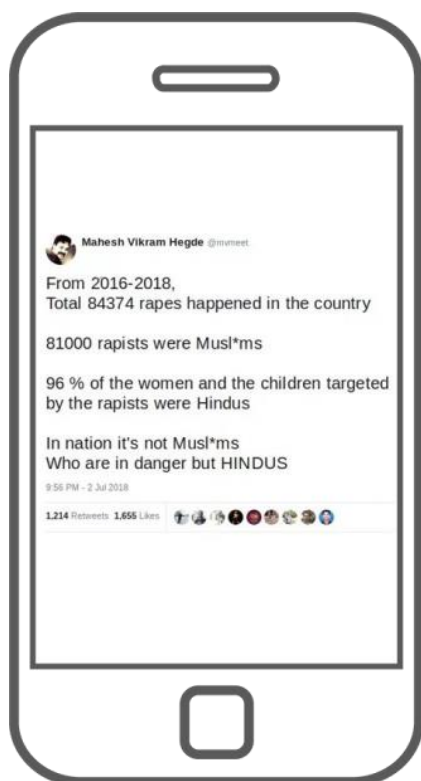 Mahesh Vikram Hegde @mvmeet
From 2016-2018,
Total 84374 rapes happened in the country
81000 rapists were Musl*ms
96 % of the women and the children targeted
by the rapists were Hindus
In nation it's not Musl*ms
Who are in danger but HINDUS
9:56 PM - 2 Jul 2018
1,214 Retweets 1,655 Likes